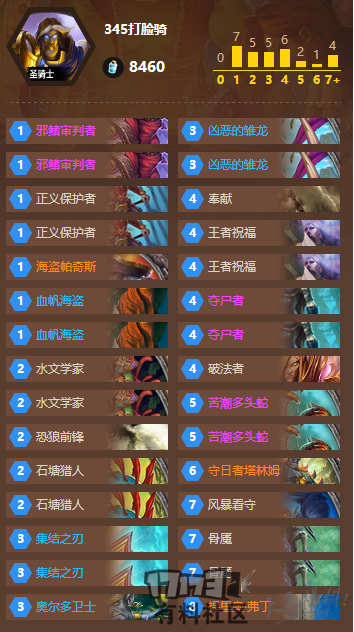 345打脸骑
圣骑士
8460
0 7 5 5 6 2 1 4
0 1 2 3 4 5 6 7+
1 邪鳍审判者
1 邪鳍审判者
1 正义保护者
1 正义保护者
1 海盗帕奇斯
1 血帆海盗
1 血帆海盗
2 水文学家
2 水文学家
2 恐狼前锋
2 石塘猎人
2 石塘猎人
3 集结之刃
3 集结之刃
3 奥尔多卫士
3 凶恶的雏龙
3 凶恶的雏龙
4 奉献
4 王者祝福
4 王者祝福
4 夺尸者
4 夺尸者
4 破法者
5 苦潮多头蛇
5 苦潮多头蛇
6 守日者塔林姆
7 风暴看守
7 骨魇
7
弗丁
17173
有料社区